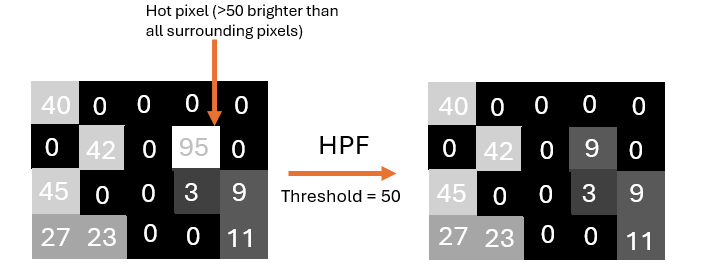 Hot pixel (>50 brighter than
all surrounding pixels)
40 0 0 0 0
0 42 0 95 0
45 0 0 3 9
27 23 0 0 11
HPF
Threshold = 50
40 0 0 0 0
0 42 0 9 0
45 0 0 3 9
27 23 0 0 11